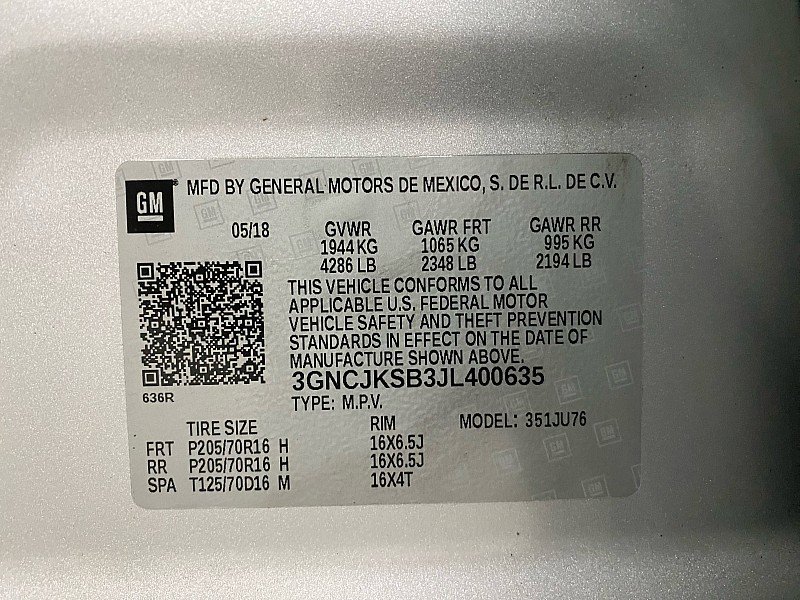 GM ® MFD BY GENERAL MOTORS DE MEXICO, S. DE R.L. DE C.V.
05/18 GVWR GAWR FRT GAWR RR
1944 KG 1065 KG 995 KG
4286 LB 2348 LB 2194 LB
THIS VEHICLE CONFORMS TO ALL
APPLICABLE U.S. FEDERAL MOTOR
VEHICLE SAFETY AND THEFT PREVENTION
STANDARDS IN EFFECT ON THE DATE OF
MANUFACTURE SHOWN ABOVE.
3GNCJKSB3JL400635
636R
TYPE: M.P.V.
TIRE SIZE RIM MODEL: 351JU76
FRT P205/70R16 H 16X6.5J
RR P205/70R16 H 16X6.5J
SPA T125/70D16 M 16X4T